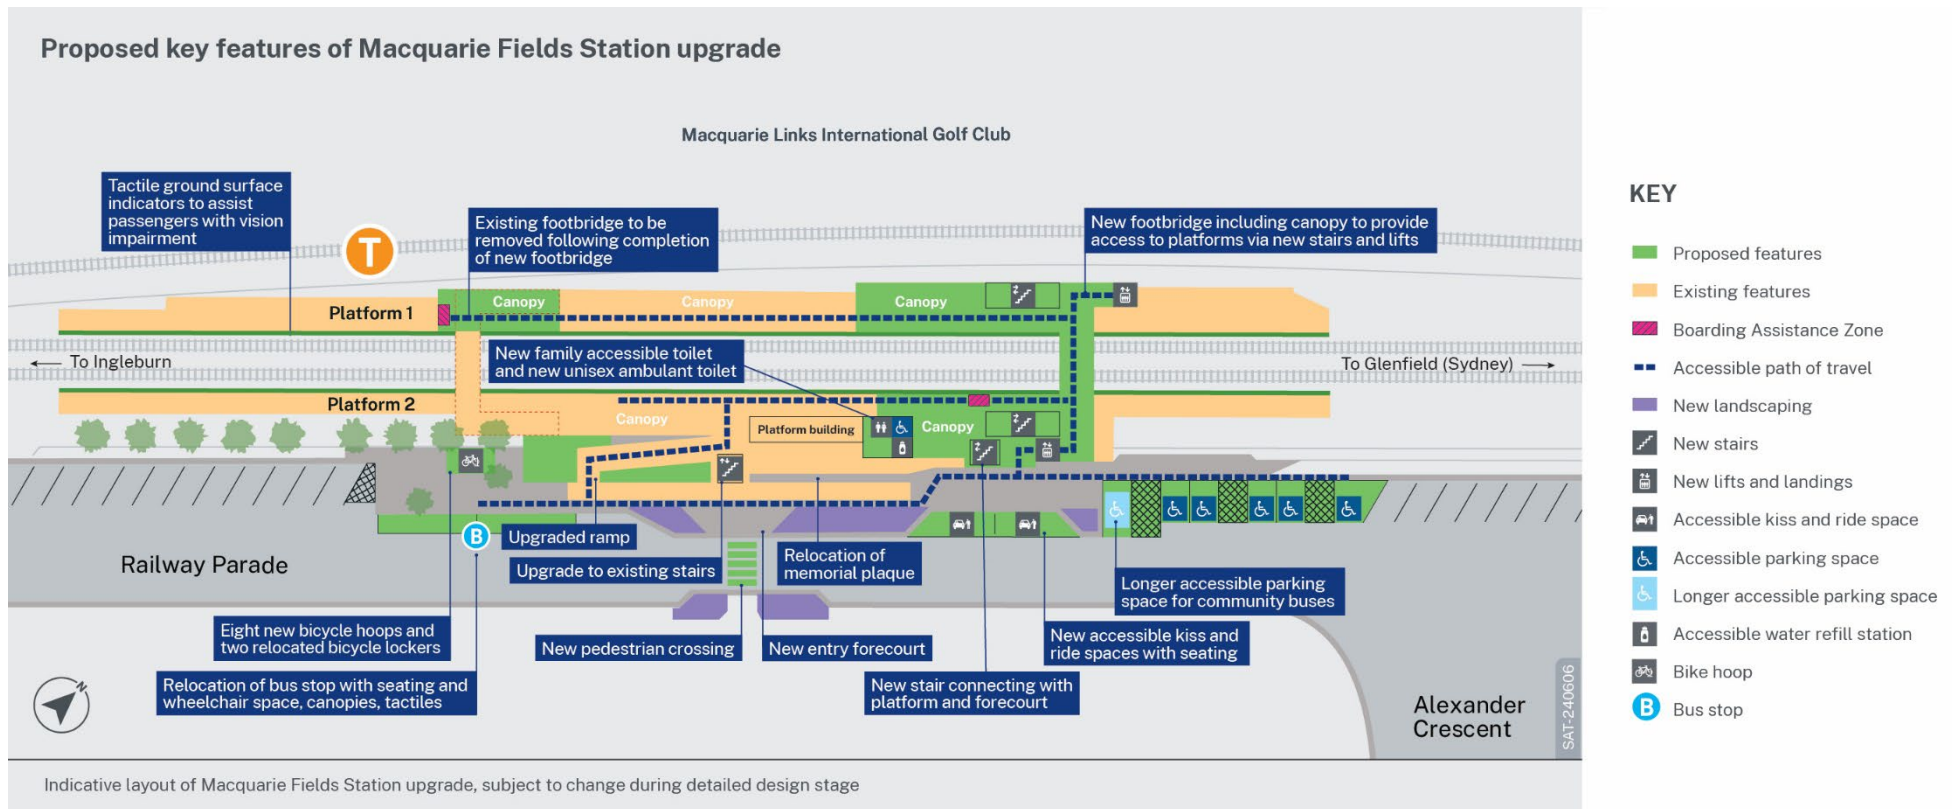 Proposed key features of Macquarie Fields Station upgrade
Macquarie Links International Golf Club
Tactile ground surface
indicators to assist
passengers with vision
impairment
T
Existing footbridge to be
removed following completion
of new footbridge
New footbridge including canopy to provide
access to platforms via new stairs and lifts
Platform 1
Canopy
Canopy
Canopy
← To Ingleburn
New family accessible toilet
and new unisex ambulant toilet
To Glenfield (Sydney) →
Platform 2
Canopy
Platform building
Canopy
B
Upgraded ramp
Upgrade to existing stairs
Relocation of
memorial plaque
Railway Parade
Longer accessible parking
space for community buses
Eight new bicycle hoops and
two relocated bicycle lockers
New pedestrian crossing
New entry forecourt
New accessible kiss and
ride spaces with seating
Relocation of bus stop with seating and
wheelchair space, canopies, tactiles
New stair connecting with
platform and forecourt
Alexander
Crescent
SAT-240606
N
Indicative layout of Macquarie Fields Station upgrade, subject to change during detailed design stage
KEY
Proposed features
Existing features
Boarding Assistance Zone
Accessible path of travel
New landscaping
New stairs
New lifts and landings
Accessible kiss and ride space
Accessible parking space
Longer accessible parking space
Accessible water refill station
Bike hoop
B Bus stop